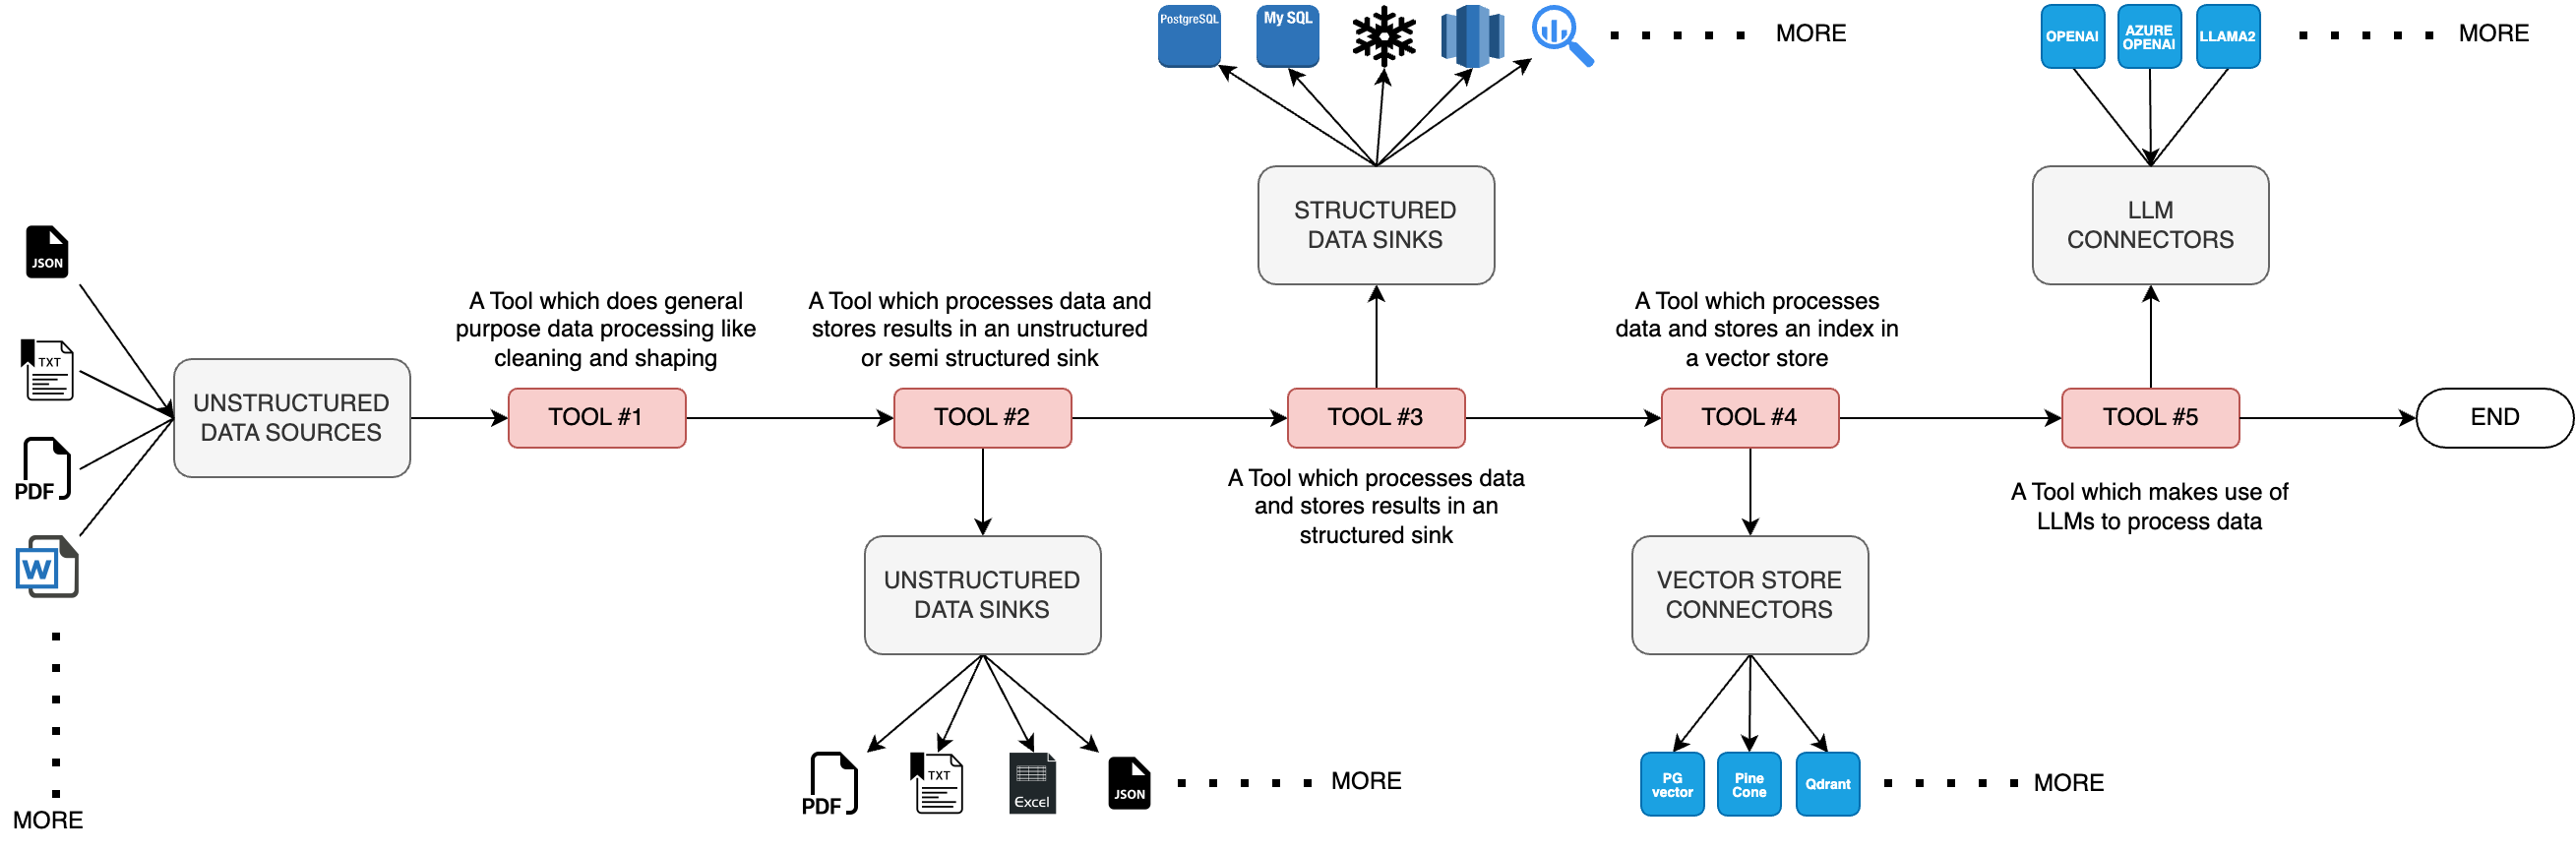 PostgreSQL
My SQL
MORE
OPENAI
AZURE
OPENAI
LLAMA2
MORE
STRUCTURED
DATA SINKS
LLM
CONNECTORS
JSON
TXT
PDF
W
MORE
UNSTRUCTURED
DATA SOURCES
A Tool which does general
purpose data processing like
cleaning and shaping
TOOL #1
A Tool which processes data and
stores results in an unstructured
or semi structured sink
TOOL #2
TOOL #3
A Tool which processes data
and stores results in an
structured sink
A Tool which processes
data and stores an index in
a vector store
TOOL #4
TOOL #5
A Tool which makes use of
LLMs to process data
END
UNSTRUCTURED
DATA SINKS
VECTOR STORE
CONNECTORS
PDF
TXT
Excel
JSON
MORE
PG
vector
Pine
Cone
Qdrant
MORE